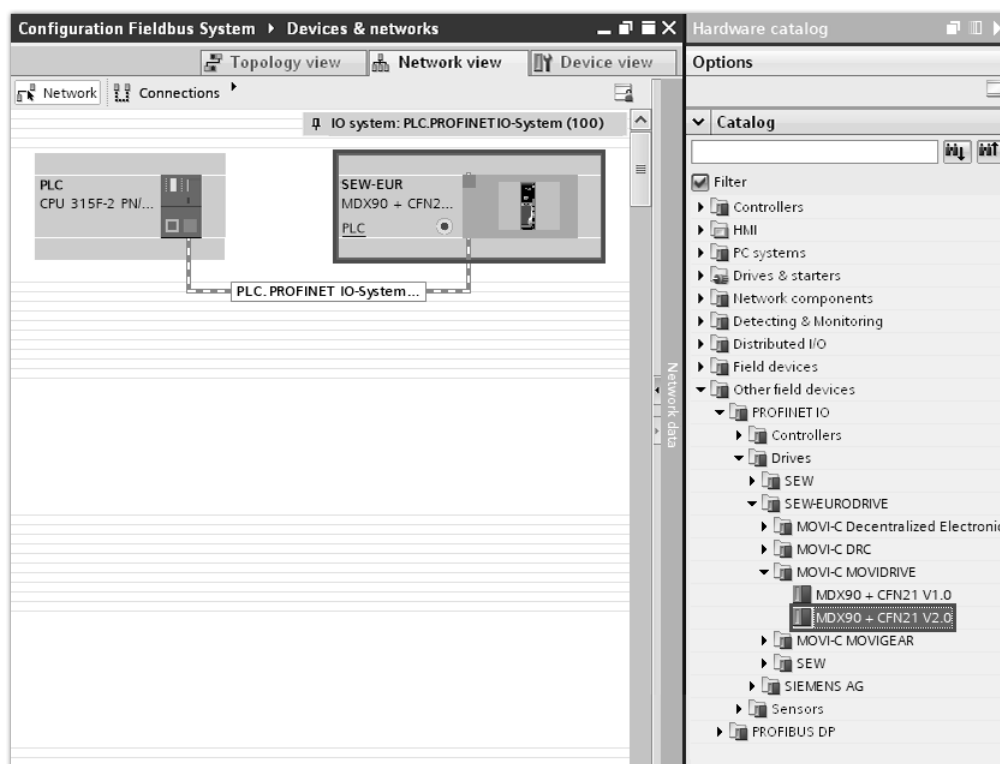 Configuration Fieldbus System ▸ Devices & networks
Topology view
Network view
Device view
Network
Connections
IO system: PLC.PROFINET IO-System (100)
PLC
CPU 315F-2 PN/...
SEW-EUR
MDX90 + CFN2...
PLC
PLC. PROFINET IO-System...
Network data
Hardware catalog
Options
Catalog
Filter
Controllers
HMI
PC systems
Drives & starters
Network components
Detecting & Monitoring
Distributed I/O
Field devices
Other field devices
PROFINET IO
Controllers
Drives
SEW
SEW-EURODRIVE
MOVI-C Decentralized Electronic
MOVI-C DRC
MOVI-C MOVIDRIVE
MDX90 + CFN21 V1.0
MDX90 + CFN21 V2.0
MOVI-C MOVIGEAR
SEW
SIEMENS AG
Sensors
PROFIBUS DP